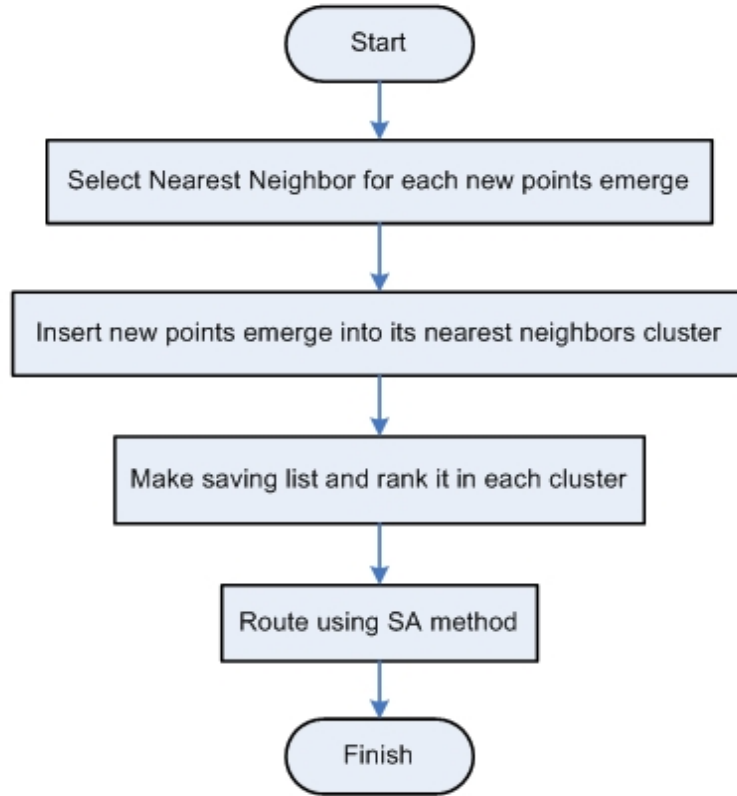 Start
Select Nearest Neighbor for each new points emerge
Insert new points emerge into its nearest neighbors cluster
Make saving list and rank it in each cluster
Route using SA method
Finish